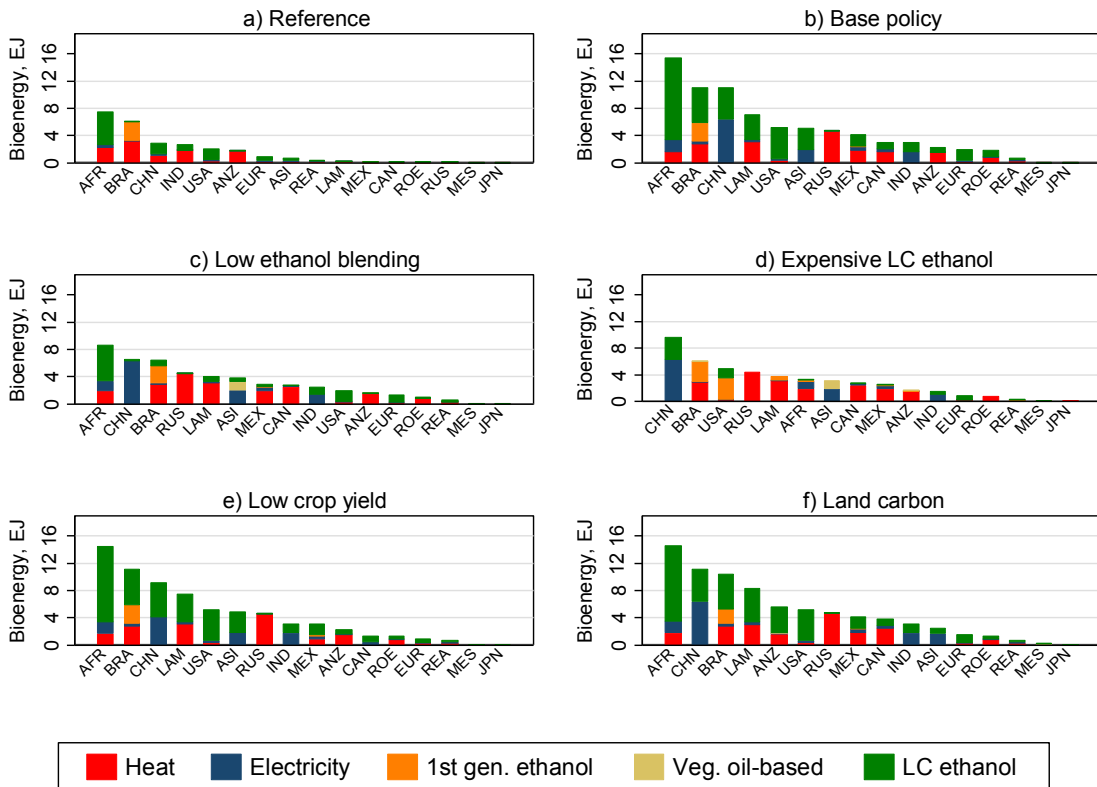 a) Reference
Bioenergy, EJ
0 4 8 12 16
AFR BRA CHN IND USA ANZ EUR ASI REA LAM MEX CAN ROE RUS MES JPN
b) Base policy
Bioenergy, EJ
0 4 8 12 16
AFR BRA CHN LAM USA ASI RUS MEX CAN IND ANZ EUR ROE REA MES JPN
c) Low ethanol blending
Bioenergy, EJ
0 4 8 12 16
AFR CHN BRA RUS LAM ASI MEX CAN IND USA ANZ EUR ROE REA MES JPN
d) Expensive LC ethanol
Bioenergy, EJ
0 4 8 12 16
CHN BRA USA RUS LAM AFR ASI CAN MEX ANZ IND EUR ROE REA MES JPN
e) Low crop yield
Bioenergy, EJ
0 4 8 12 16
AFR BRA CHN LAM USA ASI RUS IND MEX ANZ CAN ROE EUR REA MES JPN
f) Land carbon
Bioenergy, EJ
0 4 8 12 16
AFR CHN BRA LAM ANZ USA RUS MEX CAN IND ASI EUR ROE REA MES JPN
Heat Electricity 1st gen. ethanol Veg. oil-based LC ethanol